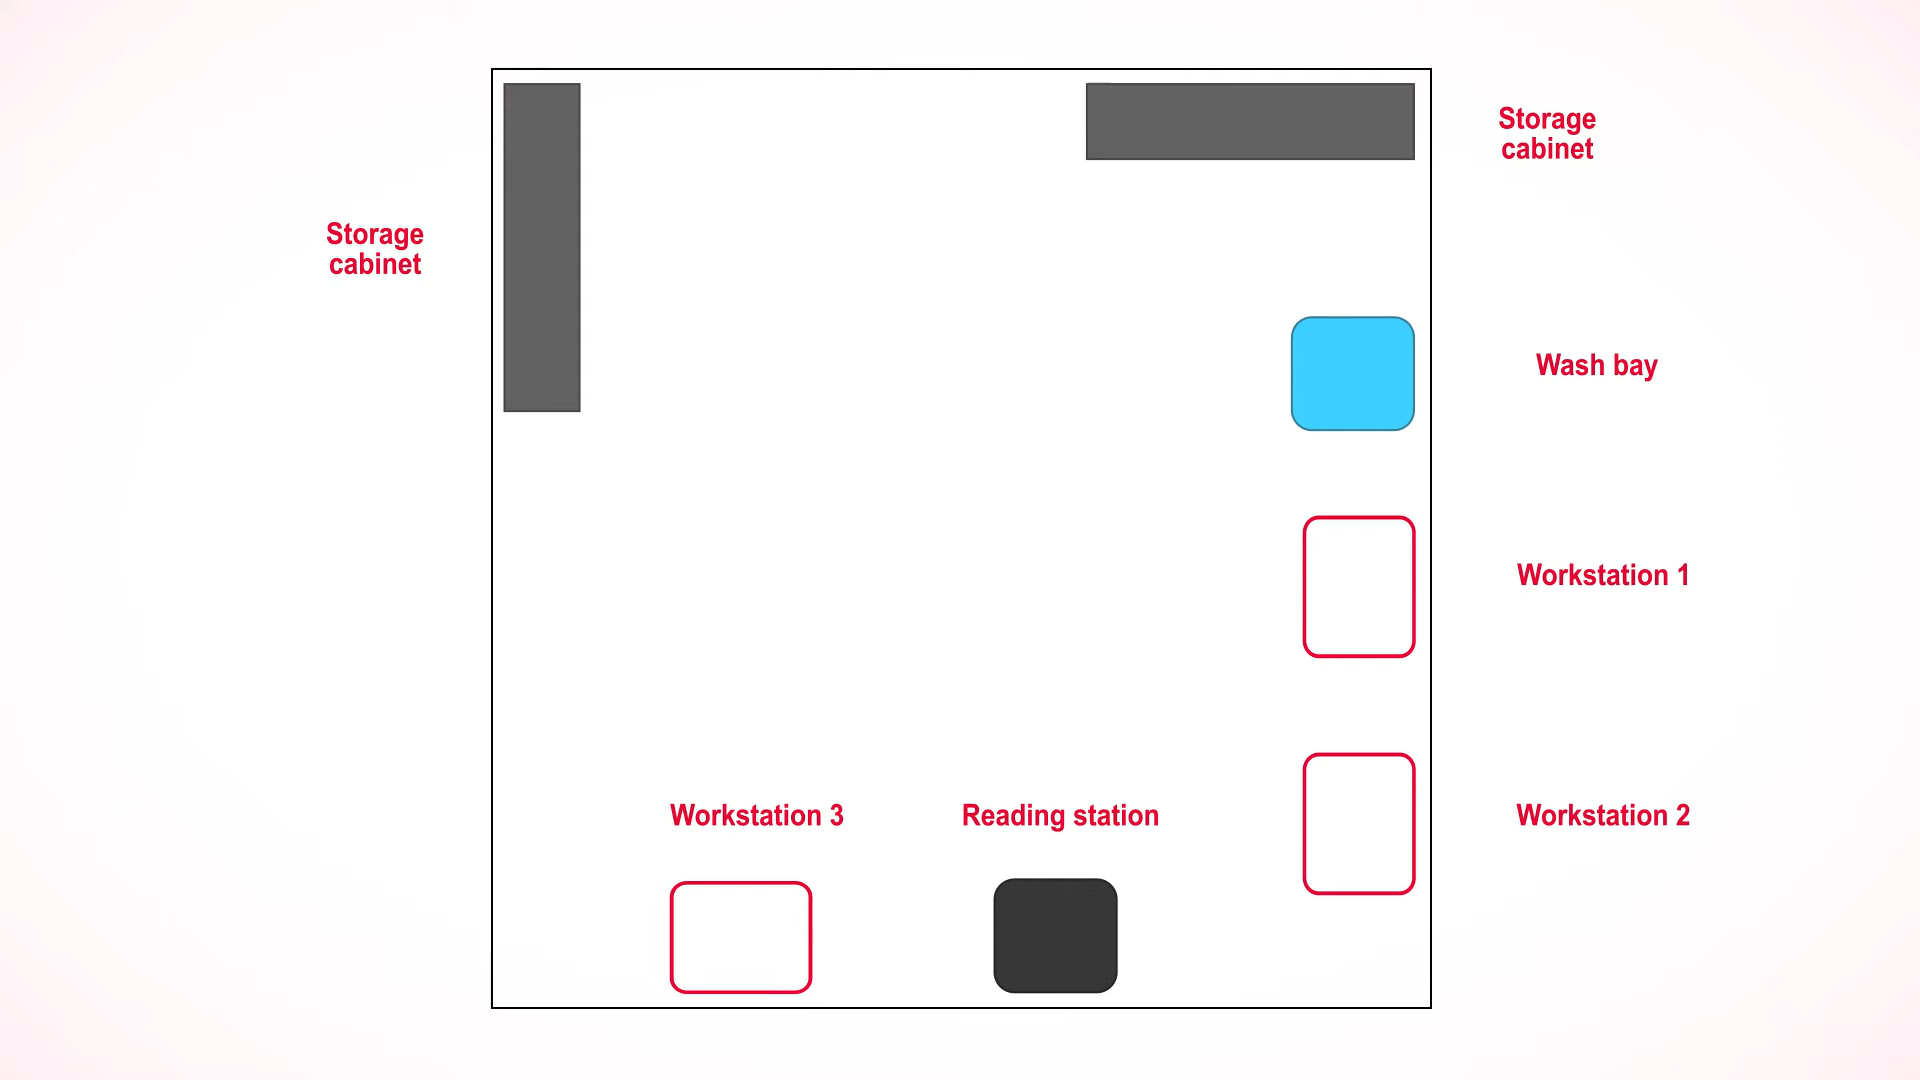 Storage
cabinet
Storage
cabinet
Wash bay
Workstation 1
Workstation 3
Reading station
Workstation 2